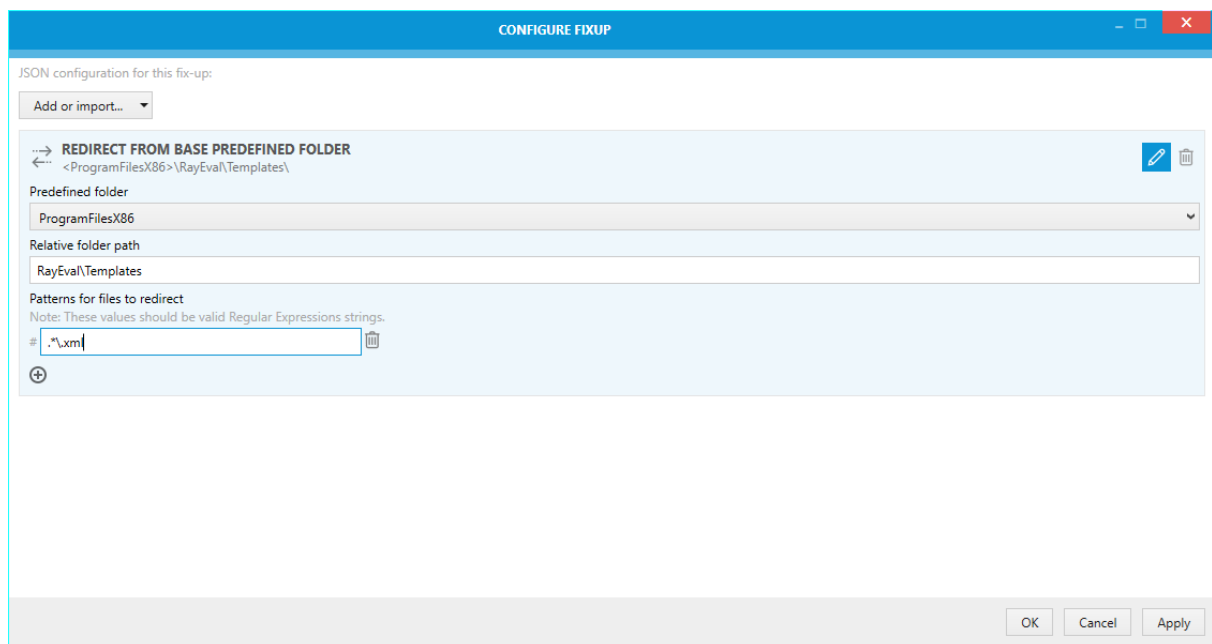 CONFIGURE FIXUP
JSON configuration for this fix-up:
Add or import...
REDIRECT FROM BASE PREDEFINED FOLDER
<ProgramFilesX86>\RayEval\Templates\
Predefined folder
ProgramFilesX86
Relative folder path
RayEval\Templates
Patterns for files to redirect
Note: These values should be valid Regular Expressions strings.
# .*\.xml
OK Cancel Apply